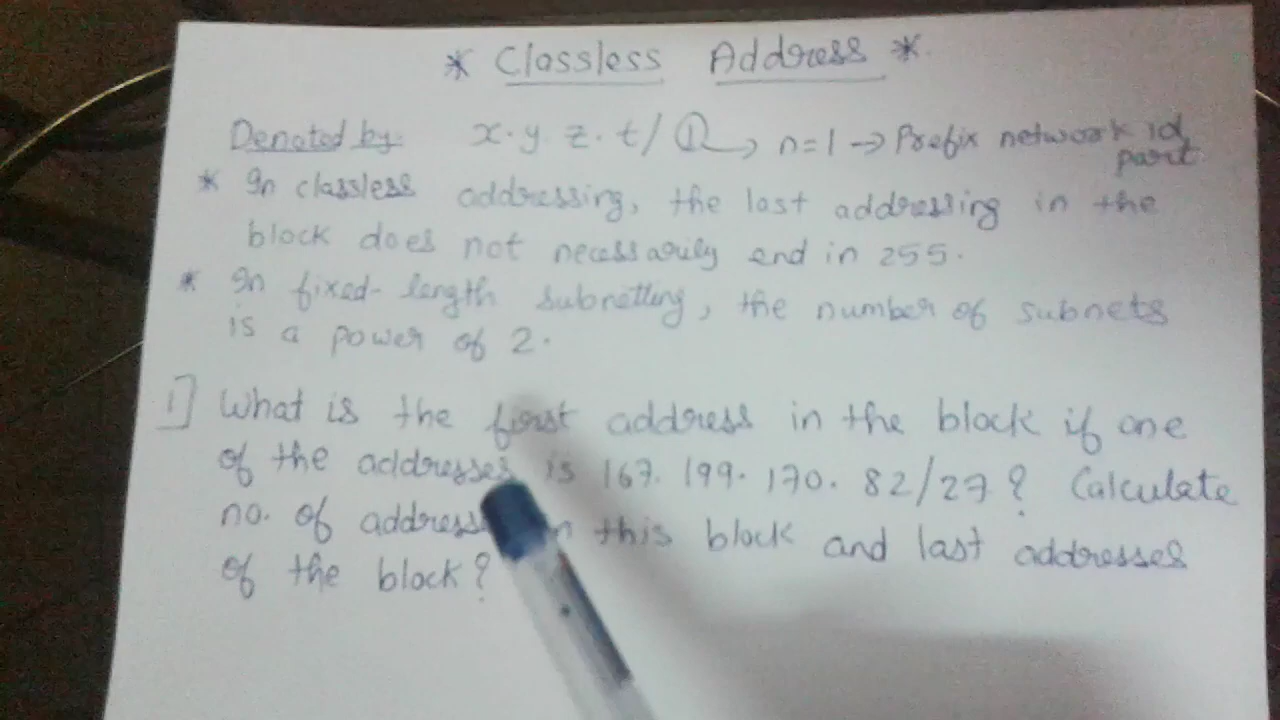 * Classless Address *
Denoted by: x.y.z.t/n → n=1 → Prefix network id
part
* In classless addressing, the last addressing in the
block does not necessarily end in 255.
* In fixed-length subnetting, the number of subnets
is a power of 2.
1] What is the first address in the block if one
of the addresses is 167.199.170.82/27? Calculate
no. of address in this block and last addresses
of the block?